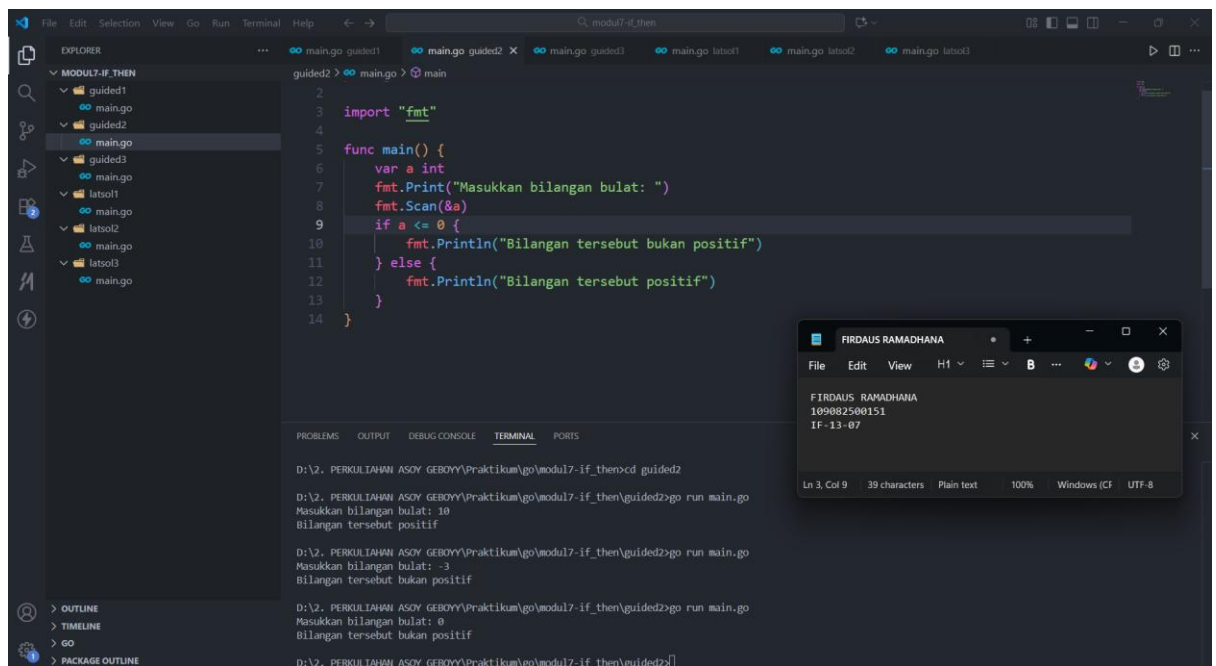 File Edit Selection View Go Run Terminal Help
modul7-if_then
EXPLORER
MODUL7-IF_THEN
guided1
main.go
guided2
main.go
guided3
main.go
latsol1
main.go
latsol2
main.go
latsol3
main.go
OUTLINE
TIMELINE
GO
PACKAGE OUTLINE
2
1
main.go guided1 main.go guided2 main.go guided3 main.go latsol1 main.go latsol2 main.go latsol3
guided2 > main.go > main
2
3 import "fmt"
4
5 func main() {
6 var a int
7 fmt.Print("Masukkan bilangan bulat: ")
8 fmt.Scan(&a)
9 if a <= 0 {
10 fmt.Println("Bilangan tersebut bukan positif")
11 } else {
12 fmt.Println("Bilangan tersebut positif")
13 }
14 }
PROBLEMS OUTPUT DEBUG CONSOLE TERMINAL PORTS
D:\2. PERKULIAHAN ASOY GEBOYY\Praktikum\go\modul7-if_then>cd guided2
D:\2. PERKULIAHAN ASOY GEBOYY\Praktikum\go\modul7-if_then\guided2>go run main.go
Masukkan bilangan bulat: 10
Bilangan tersebut positif
D:\2. PERKULIAHAN ASOY GEBOYY\Praktikum\go\modul7-if_then\guided2>go run main.go
Masukkan bilangan bulat: -3
Bilangan tersebut bukan positif
D:\2. PERKULIAHAN ASOY GEBOYY\Praktikum\go\modul7-if_then\guided2>go run main.go
Masukkan bilangan bulat: 0
Bilangan tersebut bukan positif
D:\2. PERKULIAHAN ASOY GEBOYY\Praktikum\go\modul7-if_then\guided2>
FIRDAUS RAMADHANA
File Edit View H1 B
FIRDAUS RAMADHANA
109082500151
IF-13-07
Ln 3, Col 9 39 characters Plain text 100% Windows (CF UTF-8